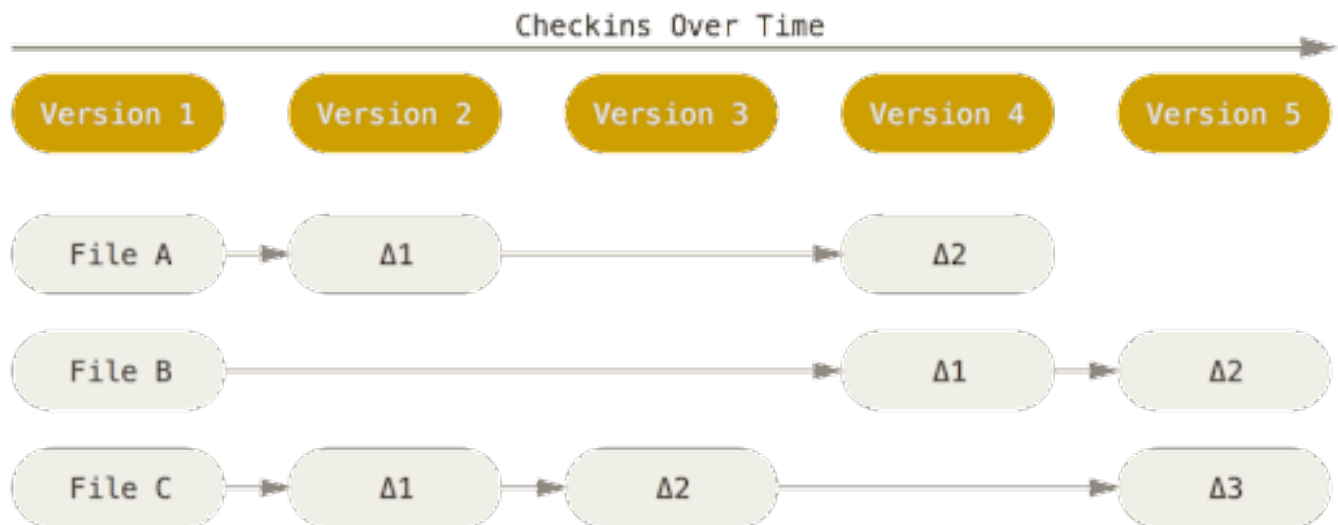 Checkins Over Time
Version 1 Version 2 Version 3 Version 4 Version 5
File A Δ1 Δ2
File B Δ1 Δ2
File C Δ1 Δ2 Δ3